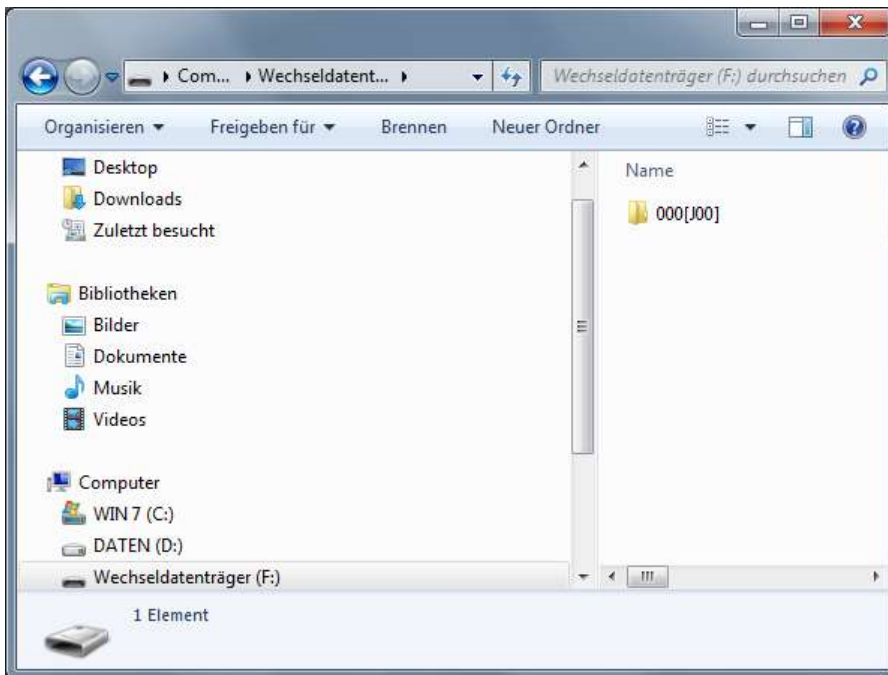 Com... Wechseldatent...
Wechseldatenträger (F:) durchsuchen
Organisieren Freigeben für Brennen Neuer Ordner
Desktop
Downloads
Zuletzt besucht
Bibliotheken
Bilder
Dokumente
Musik
Videos
Computer
WIN 7 (C:)
DATEN (D:)
Wechseldatenträger (F:)
Name
000[J00]
1 Element